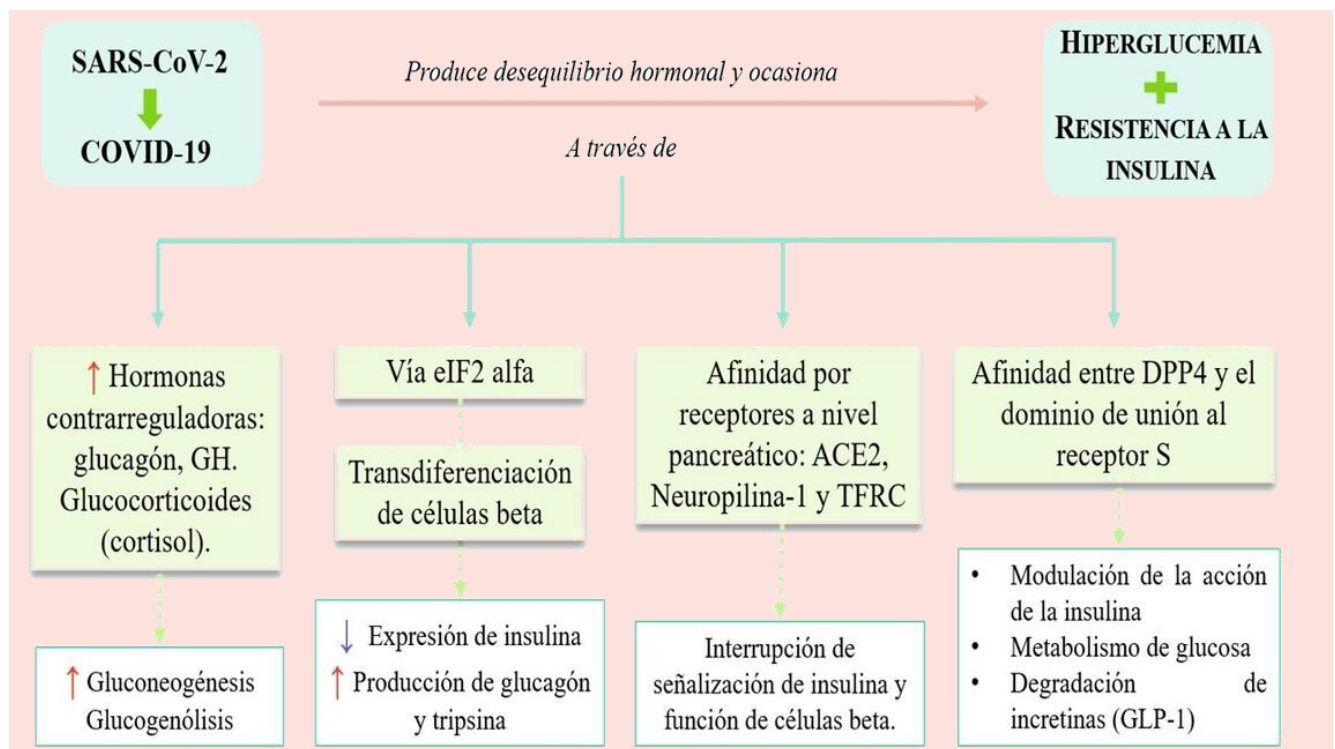 SARS-CoV-2
COVID-19
Produce desequilibrio hormonal y ocasiona
HIPERGLUCEMIA
RESISTENCIA A LA
INSULINA
A través de
↑ Hormonas
contrarreguladoras:
glucagón, GH.
Glucocorticoides
(cortisol).
↑ Gluconeogénesis
Glucogenólisis
Vía eIF2 alfa
Transdiferenciación
de células beta
↓ Expresión de insulina
↑ Producción de glucagón
y tripsina
Afinidad por
receptores a nivel
pancreático: ACE2,
Neuropilina-1 y TFRC
Interrupción de
señalización de insulina y
función de células beta.
Afinidad entre DPP4 y el
dominio de unión al
receptor S
• Modulación de la acción
de la insulina
• Metabolismo de glucosa
• Degradación de
incretinas (GLP-1)